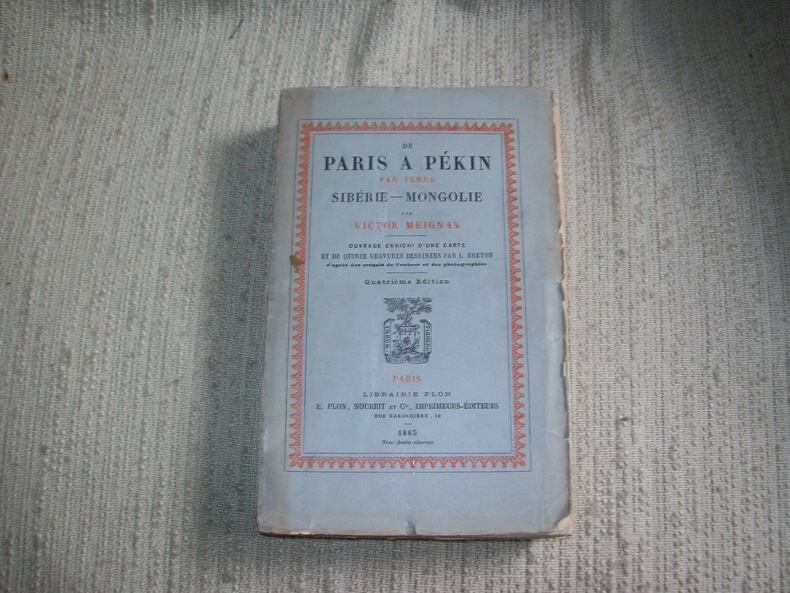 DE
PARIS A PÉKIN
PAR TERRE
SIBÉRIE — MONGOLIE
PAR
VICTOR MEIGNAN
OUVRAGE ENRICHI D'UNE CARTE
ET DE QUINZE GRAVURES DESSINÉES PAR L. BRETON
d'après des croquis de l'auteur et des photographies
Quatrième Edition
PARIS
LIBRAIRIE PLON
E. PLON, NOURRIT ET Cie, IMPRIMEURS-ÉDITEURS
RUE GARANCIÈRE, 10
1885
Tous droits réservés